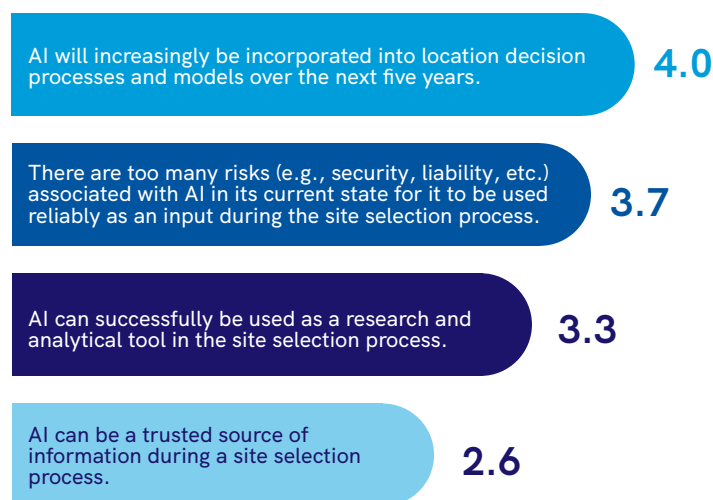 AI will increasingly be incorporated into location decision
processes and models over the next five years.
4.0
There are too many risks (e.g., security, liability, etc.)
associated with AI in its current state for it to be used
reliably as an input during the site selection process.
3.7
AI can successfully be used as a research and
analytical tool in the site selection process.
3.3
AI can be a trusted source of
information during a site selection
process.
2.6